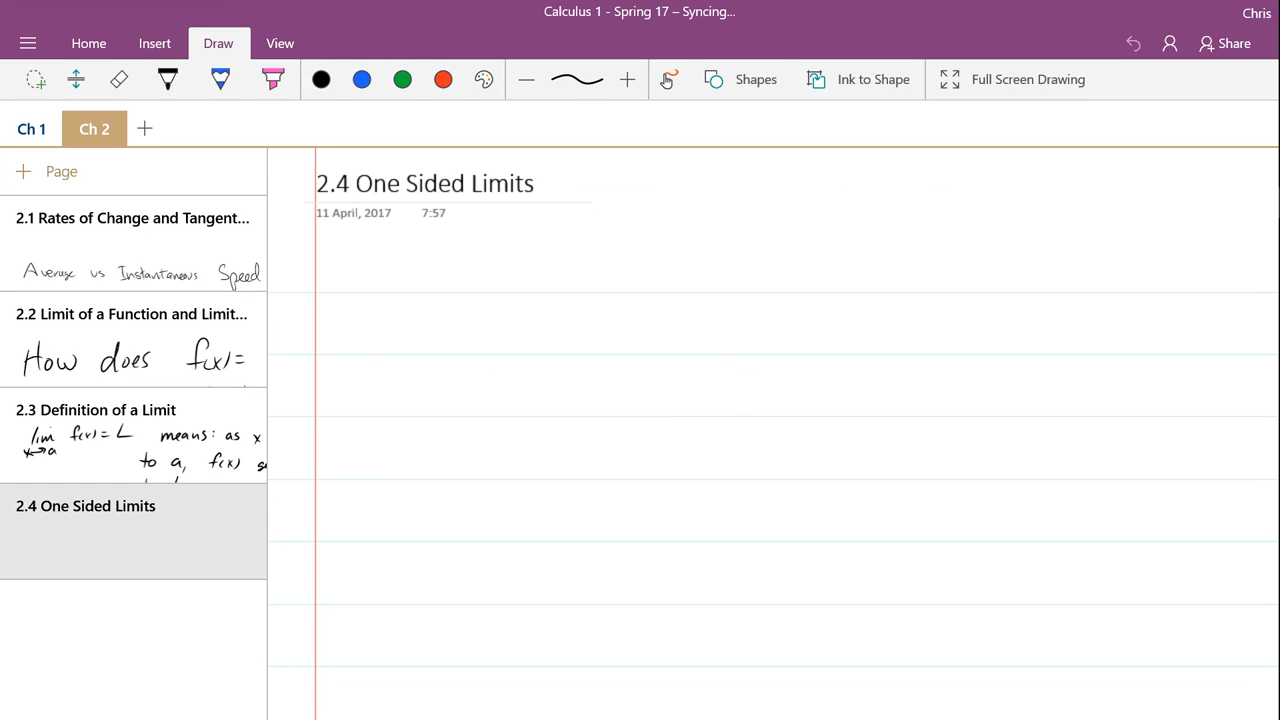 Calculus 1 - Spring 17 – Syncing...
Chris
Home Insert Draw View Share
Shapes Ink to Shape Full Screen Drawing
Ch 1 Ch 2
Page
2.1 Rates of Change and Tangent...
Average vs Instantaneous Speed
2.2 Limit of a Function and Limit...
How does f(x)=
2.3 Definition of a Limit
lim f(x)=L means: as x
x→a
to a, f(x)
2.4 One Sided Limits
2.4 One Sided Limits
11 April, 2017 7:57